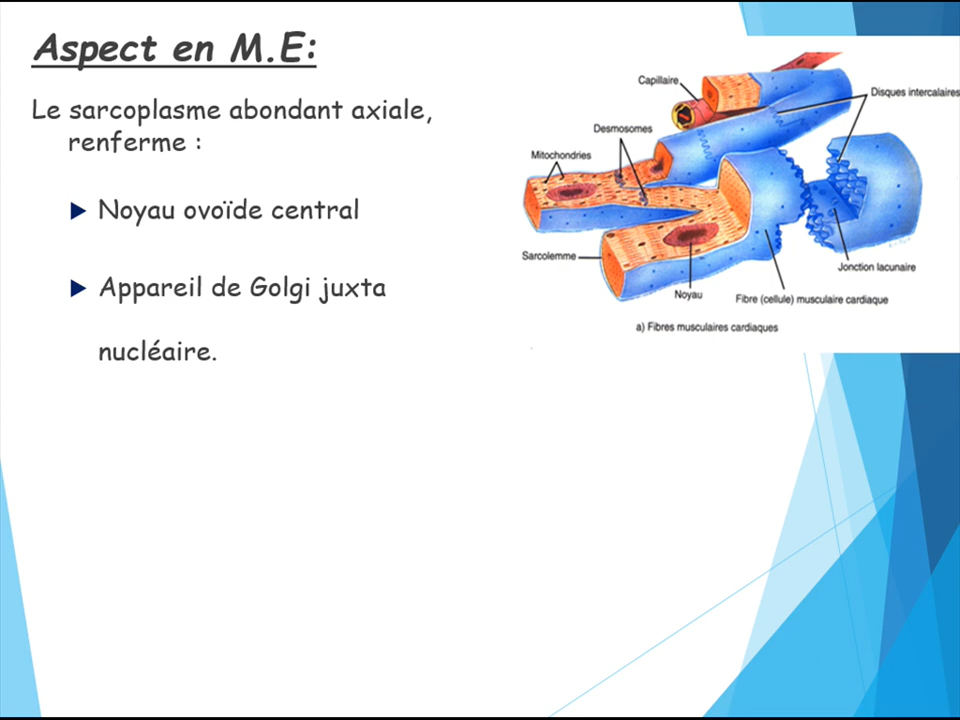 Aspect en M.E:
Le sarcoplasme abondant axiale,
renferme :
Noyau ovoïde central
Appareil de Golgi juxta
nucléaire.
Capillaire
Disques intercalaires
Desmosomes
Mitochondries
Sarcolemme
Jonction lacunaire
Noyau
Fibre (cellule) musculaire cardiaque
a) Fibres musculaires cardiaques